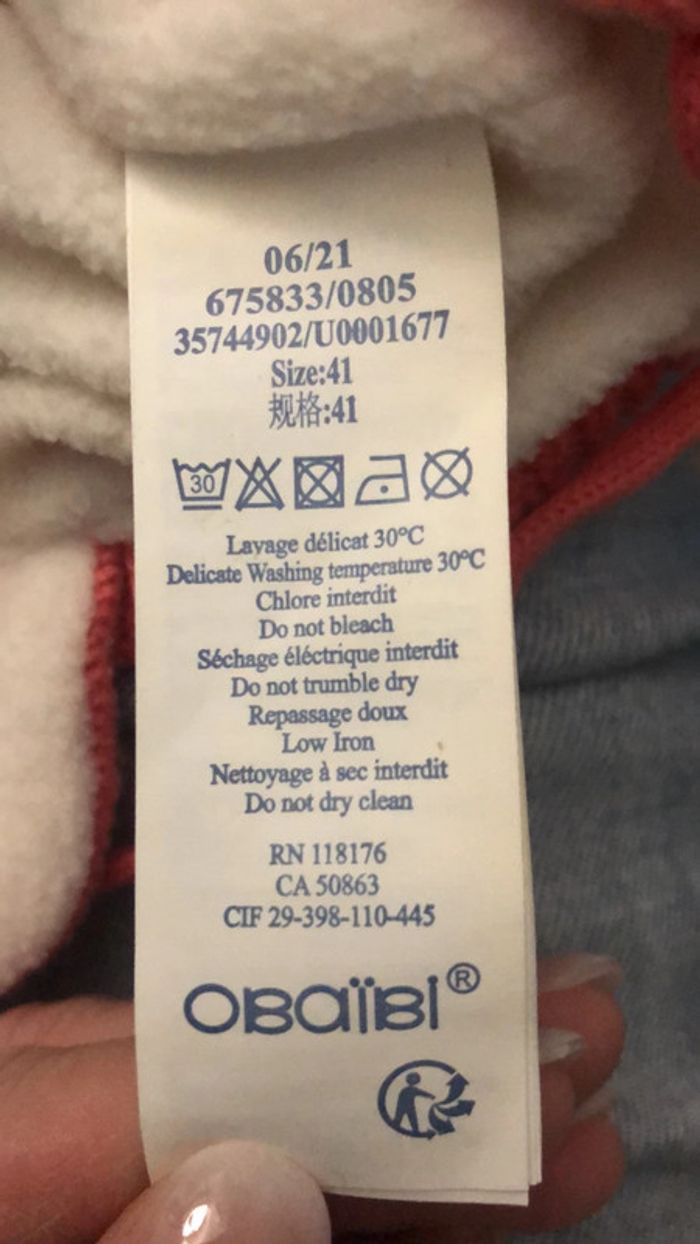 06/21
675833/0805
35744902/U0001677
Size:41
规格:41
30
Lavage délicat 30°C
Delicate Washing temperature 30°C
Chlore interdit
Do not bleach
Séchage éléctrique interdit
Do not trumble dry
Repassage doux
Low Iron
Nettoyage à sec interdit
Do not dry clean
RN 118176
CA 50863
CIF 29-398-110-445
OBaïBi®